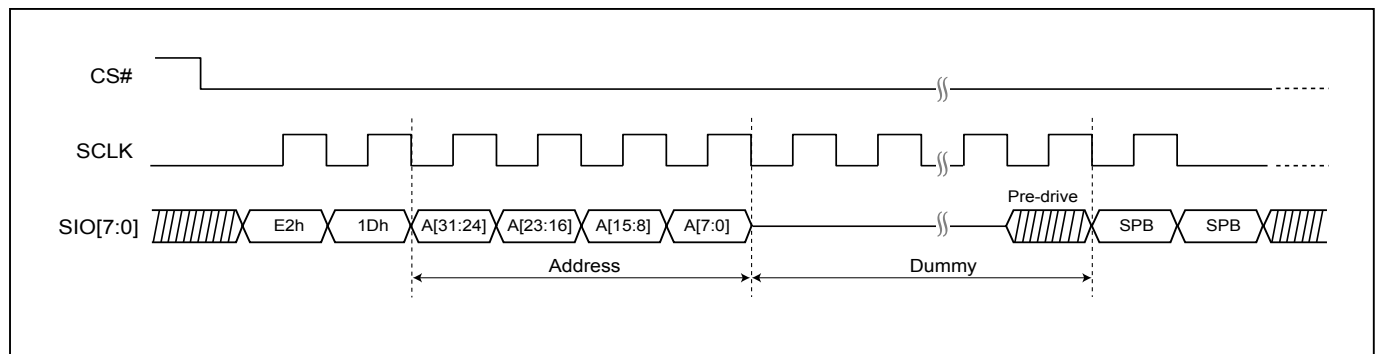 CS#
SCLK
Pre-drive
SIO[7:0] E2h 1Dh A[31:24] A[23:16] A[15:8] A[7:0] SPB SPB
Address Dummy